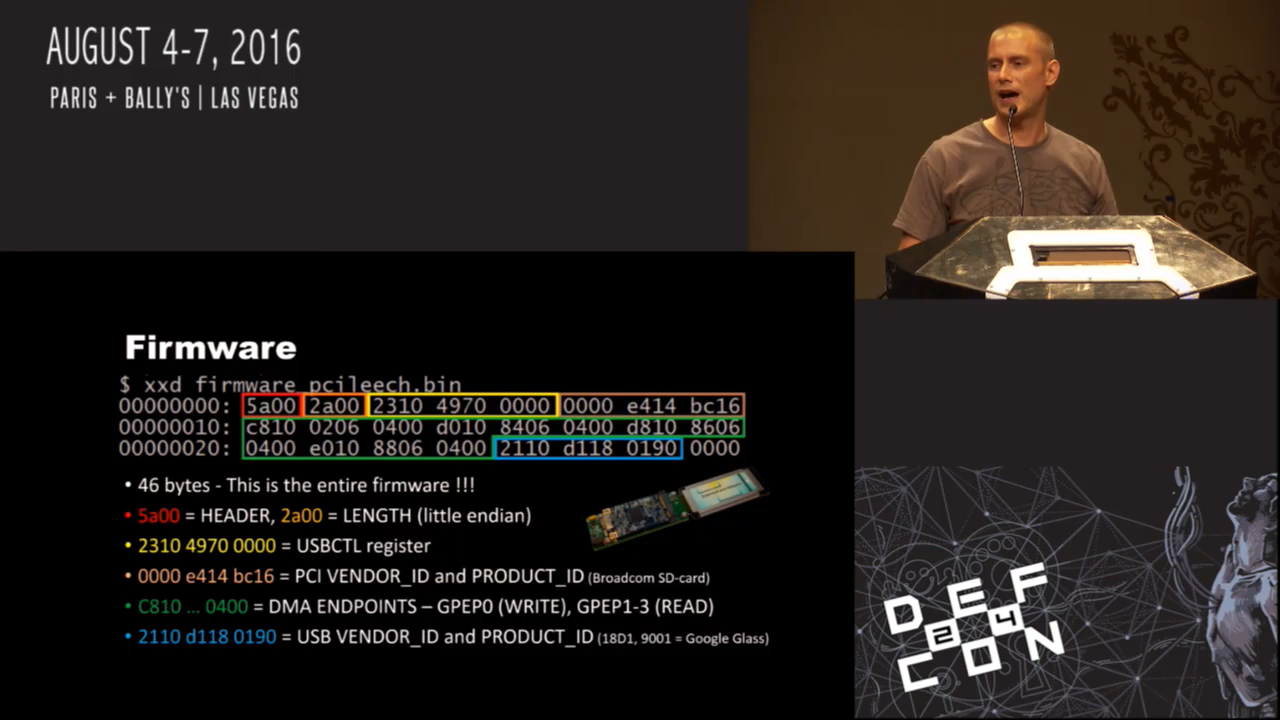 AUGUST 4-7, 2016
PARIS + BALLY'S | LAS VEGAS
Firmware
$ xxd firmware_pcileech.bin
00000000: 5a00 2a00 2310 4970 0000 0000 e414 bc16
00000010: c810 0206 0400 d010 8406 0400 d810 8606
00000020: 0400 e010 8806 0400 2110 d118 0190 0000
• 46 bytes - This is the entire firmware !!!
• 5a00 = HEADER, 2a00 = LENGTH (little endian)
• 2310 4970 0000 = USBCTL register
• 0000 e414 bc16 = PCI VENDOR_ID and PRODUCT_ID (Broadcom SD-card)
• C810 ... 0400 = DMA ENDPOINTS – GPEP0 (WRITE), GPEP1-3 (READ)
• 2110 d118 0190 = USB VENDOR_ID and PRODUCT_ID (18D1, 9001 = Google Glass)
DEF
24
CON